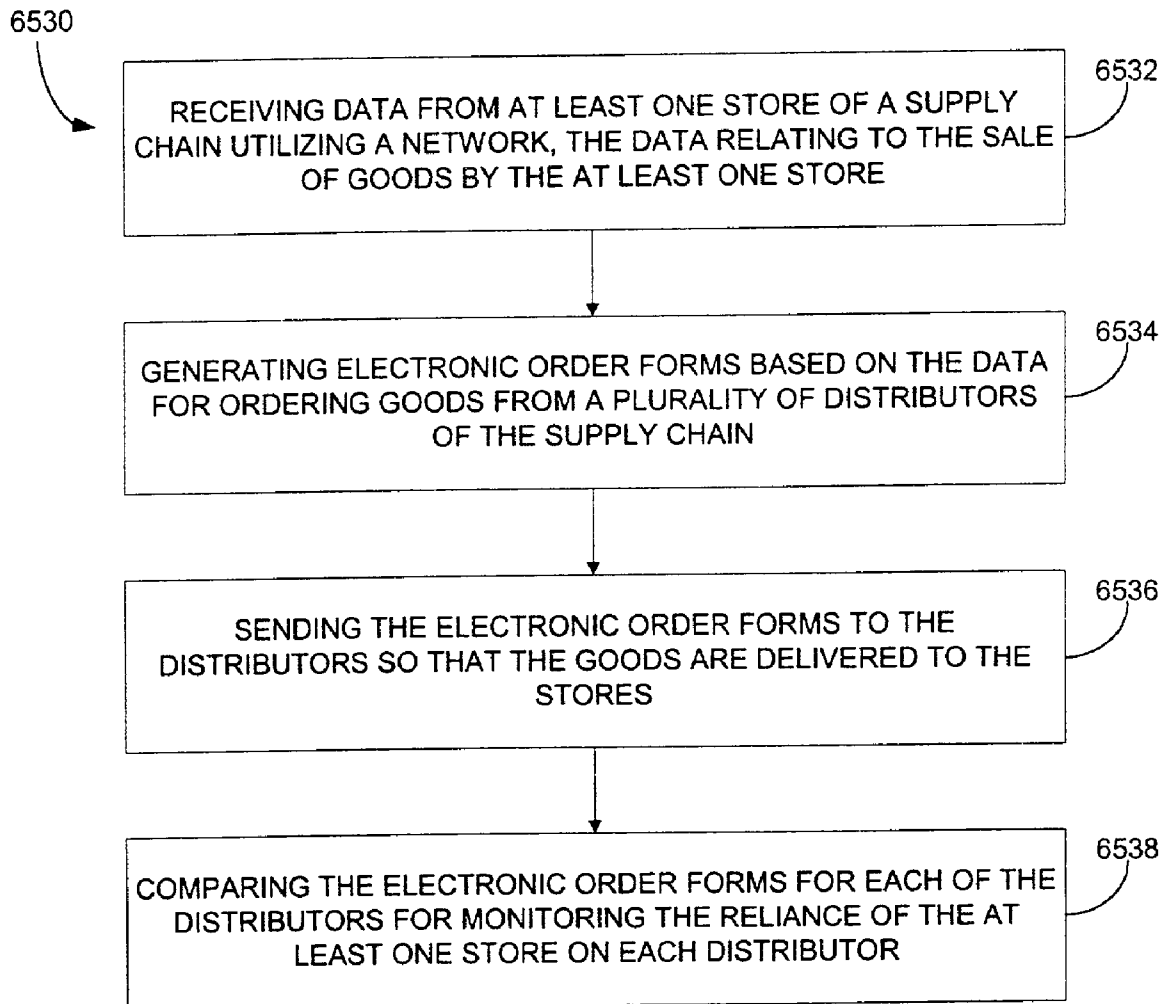 6530
6532
RECEIVING DATA FROM AT LEAST ONE STORE OF A SUPPLY
CHAIN UTILIZING A NETWORK, THE DATA RELATING TO THE SALE
OF GOODS BY THE AT LEAST ONE STORE
6534
GENERATING ELECTRONIC ORDER FORMS BASED ON THE DATA
FOR ORDERING GOODS FROM A PLURALITY OF DISTRIBUTORS
OF THE SUPPLY CHAIN
6536
SENDING THE ELECTRONIC ORDER FORMS TO THE
DISTRIBUTORS SO THAT THE GOODS ARE DELIVERED TO THE
STORES
6538
COMPARING THE ELECTRONIC ORDER FORMS FOR EACH OF THE
DISTRIBUTORS FOR MONITORING THE RELIANCE OF THE AT
LEAST ONE STORE ON EACH DISTRIBUTOR